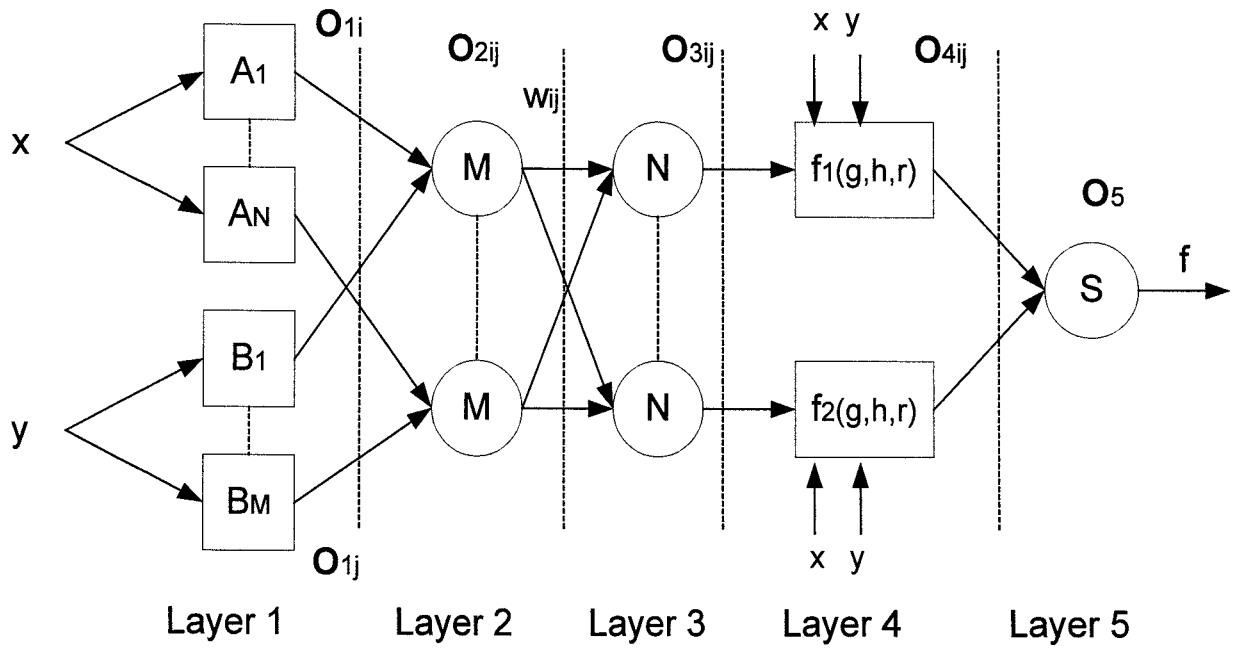 O1i
x y
O2ij
O3ij
O4ij
A1
wij
x
M
N
f1(g,h,r)
AN
O5
f
S
B1
M
N
f2(g,h,r)
y
BM
O1j
x y
Layer 1
Layer 2
Layer 3
Layer 4
Layer 5